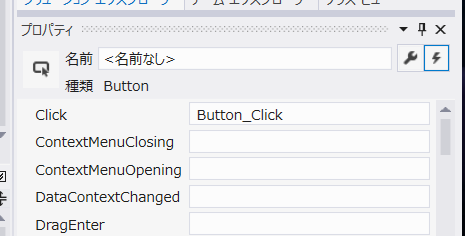 ソリューション エクスプローラー チーム エクスプローラー クラス ビュー
プロパティ
名前 <名前なし>
種類 Button
Click Button_Click
ContextMenuClosing
ContextMenuOpening
DataContextChanged
DragEnter